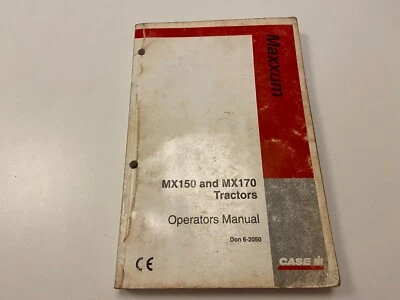 Maxxum
MX150 and MX170
Tractors
Operators Manual
Don 6-2050
CE
CASE IH